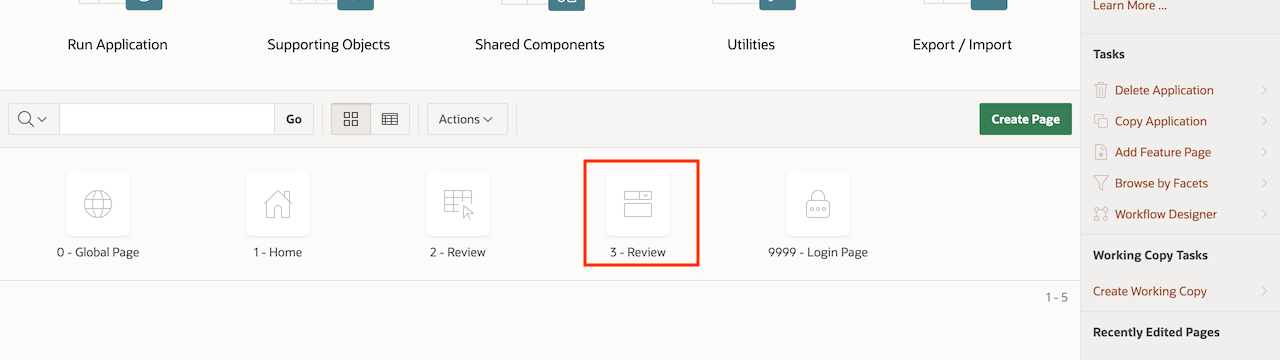 Run Application
Supporting Objects
Shared Components
Utilities
Export / Import
Go
Actions
Create Page
0 - Global Page
1 - Home
2 - Review
3 - Review
9999 - Login Page
1 - 5
Learn More ...
Tasks
Delete Application
Copy Application
Add Feature Page
Browse by Facets
Workflow Designer
Working Copy Tasks
Create Working Copy
Recently Edited Pages